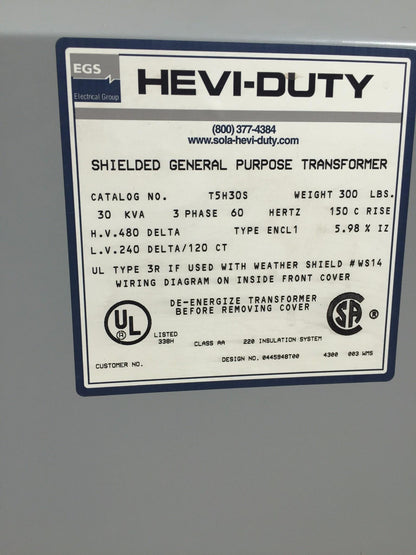 EGS
Electrical Group
HEVI-DUTY
(800) 377-4384
www.sola-hevi-duty.com
SHIELDED GENERAL PURPOSE TRANSFORMER
CATALOG NO. T5H30S WEIGHT 300 LBS.
30 KVA 3 PHASE 60 HERTZ 150 C RISE
H.V.480 DELTA TYPE ENCL1 5.98 % IZ
L.V.240 DELTA/120 CT
UL TYPE 3R IF USED WITH WEATHER SHIELD #WS14
WIRING DIAGRAM ON INSIDE FRONT COVER
DE-ENERGIZE TRANSFORMER
BEFORE REMOVING COVER
UL ®
LISTED
338H
SA ®
CLASS AA 220 INSULATION SYSTEM
CUSTOMER NO. DESIGN NO. 0445948T00 4300 003 WMS